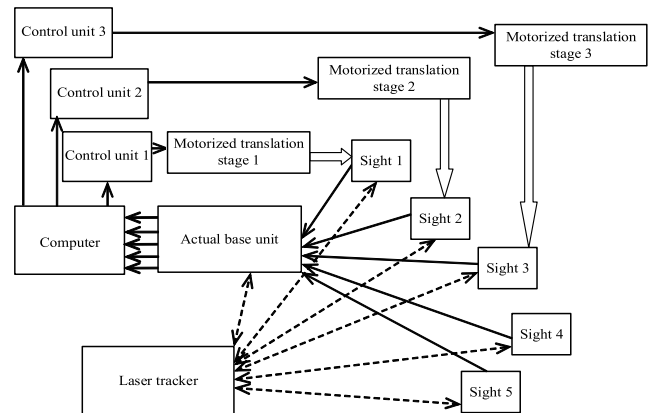 Control unit 3
Motorized translation
stage 3
Motorized translation
stage 2
Control unit 2
Control unit 1
Motorized translation
stage 1
Sight 1
Sight 2
Computer
Actual base unit
Sight 3
Sight 4
Laser tracker
Sight 5